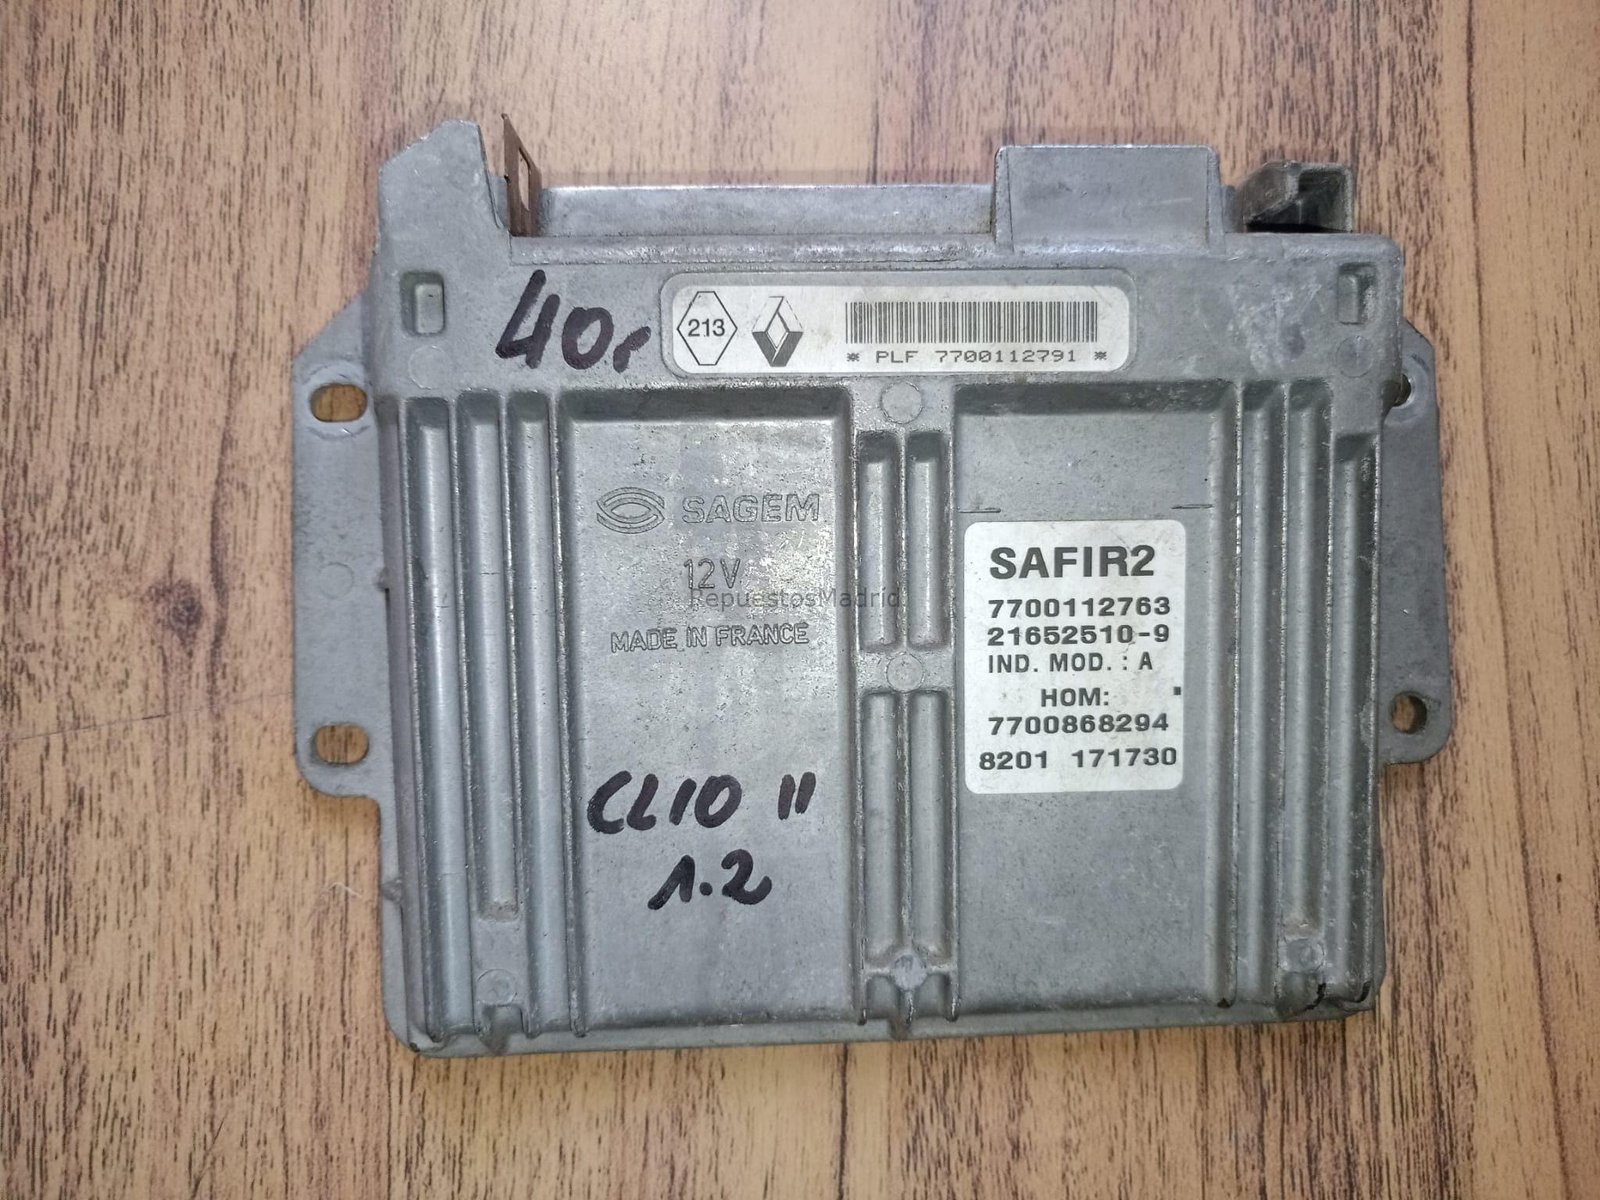 40r
213
* PLF 7700112791 *
SAGEM
12V
RepuestosMadrid
MADE IN FRANCE
SAFIR2
7700112763
21652510-9
IND. MOD. : A
HOM:
7700868294
8201 171730
CLIO II
1.2